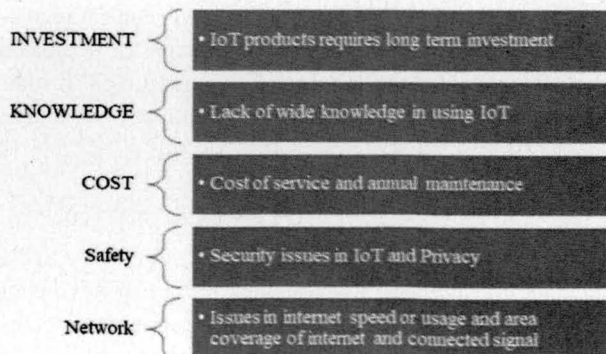 INVESTMENT
• IoT products requires long term investment
KNOWLEDGE
• Lack of wide knowledge in using IoT
COST
• Cost of service and annual maintenance
Safety
• Security issues in IoT and Privacy
Network
• Issues in internet speed or usage and area
coverage of internet and connected signal